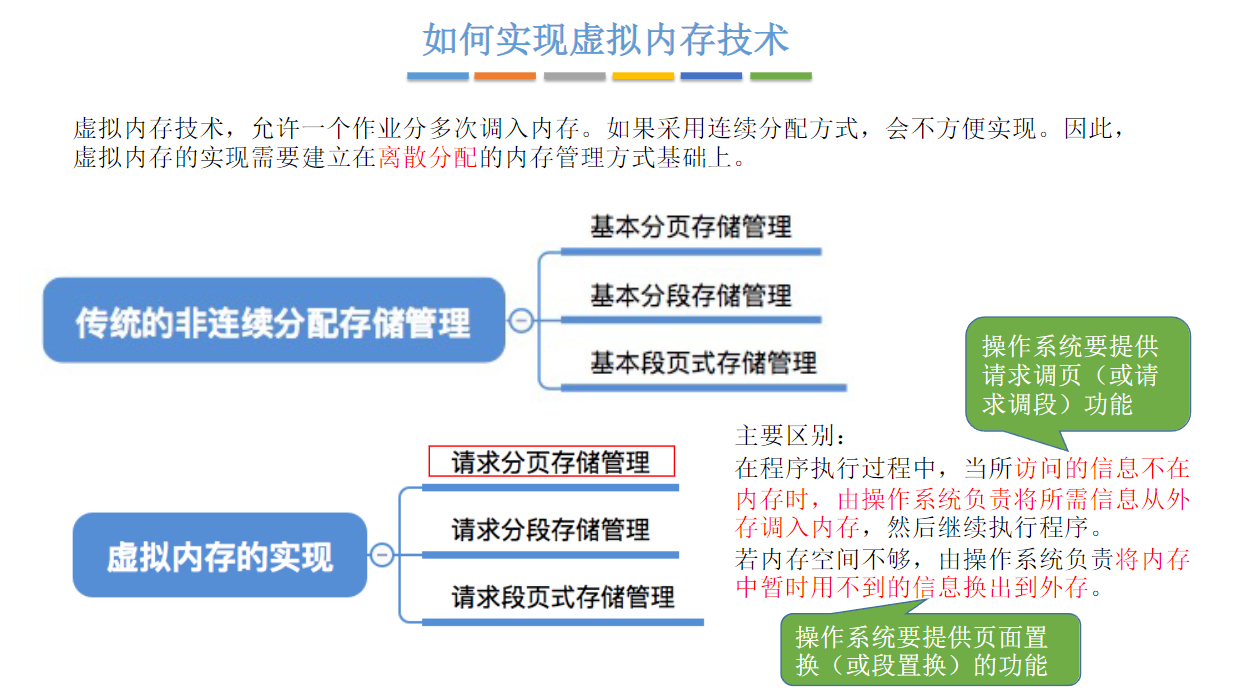 如何实现虚拟内存技术
虚拟内存技术，允许一个作业分多次调入内存。如果采用连续分配方式，会不方便实现。因此，
虚拟内存的实现需要建立在离散分配的内存管理方式基础上。
传统的非连续分配存储管理
基本分页存储管理
基本分段存储管理
基本段页式存储管理
虚拟内存的实现
请求分页存储管理
请求分段存储管理
请求段页式存储管理
操作系统要提供
请求调页（或请
求调段）功能
主要区别：
在程序执行过程中，当所访问的信息不在
内存时，由操作系统负责将所需信息从外
存调入内存，然后继续执行程序。
若内存空间不够，由操作系统负责将内存
中暂时用不到的信息换出到外存。
操作系统要提供页面置
换（或段置换）的功能